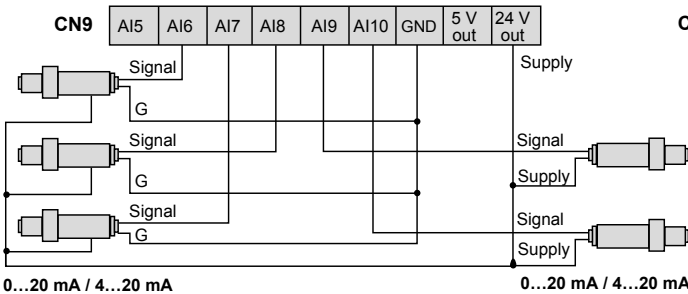 CN9 AI5 AI6 AI7 AI8 AI9 AI10 GND 5 V out 24 V out C
Signal
Supply
G
Signal
Signal
G
Supply
Signal
Signal
G
Supply
0…20 mA / 4…20 mA
0…20 mA / 4…20 mA